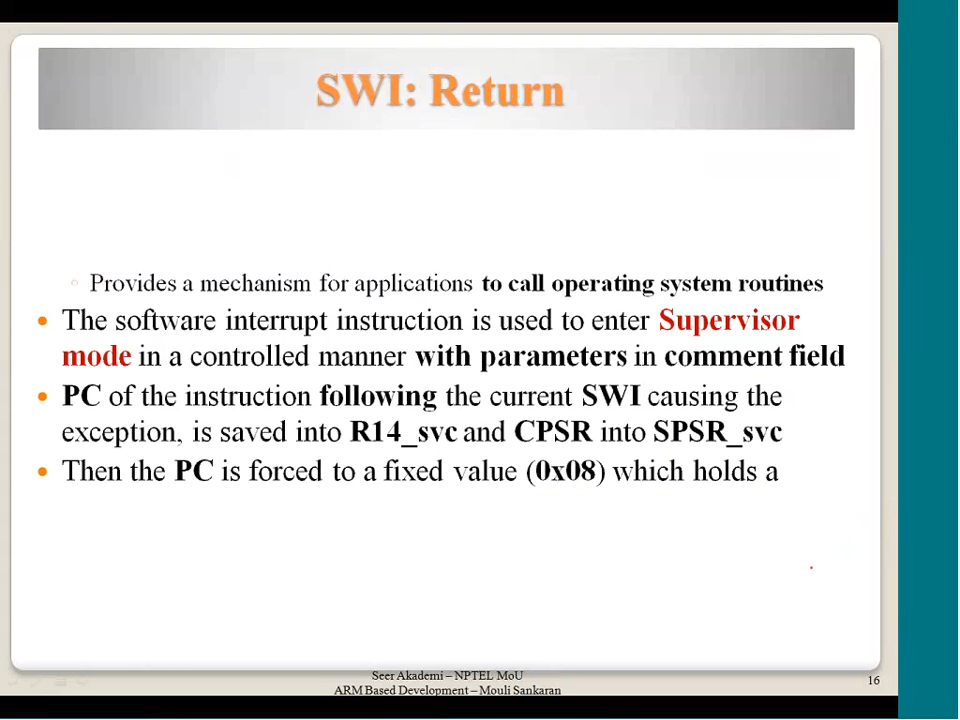 SWI: Return
Provides a mechanism for applications to call operating system routines
The software interrupt instruction is used to enter Supervisor
mode in a controlled manner with parameters in comment field
PC of the instruction following the current SWI causing the
exception, is saved into R14_svc and CPSR into SPSR_svc
Then the PC is forced to a fixed value (0x08) which holds a
Seer Akademi – NPTEL MoU
ARM Based Development – Mouli Sankaran
16